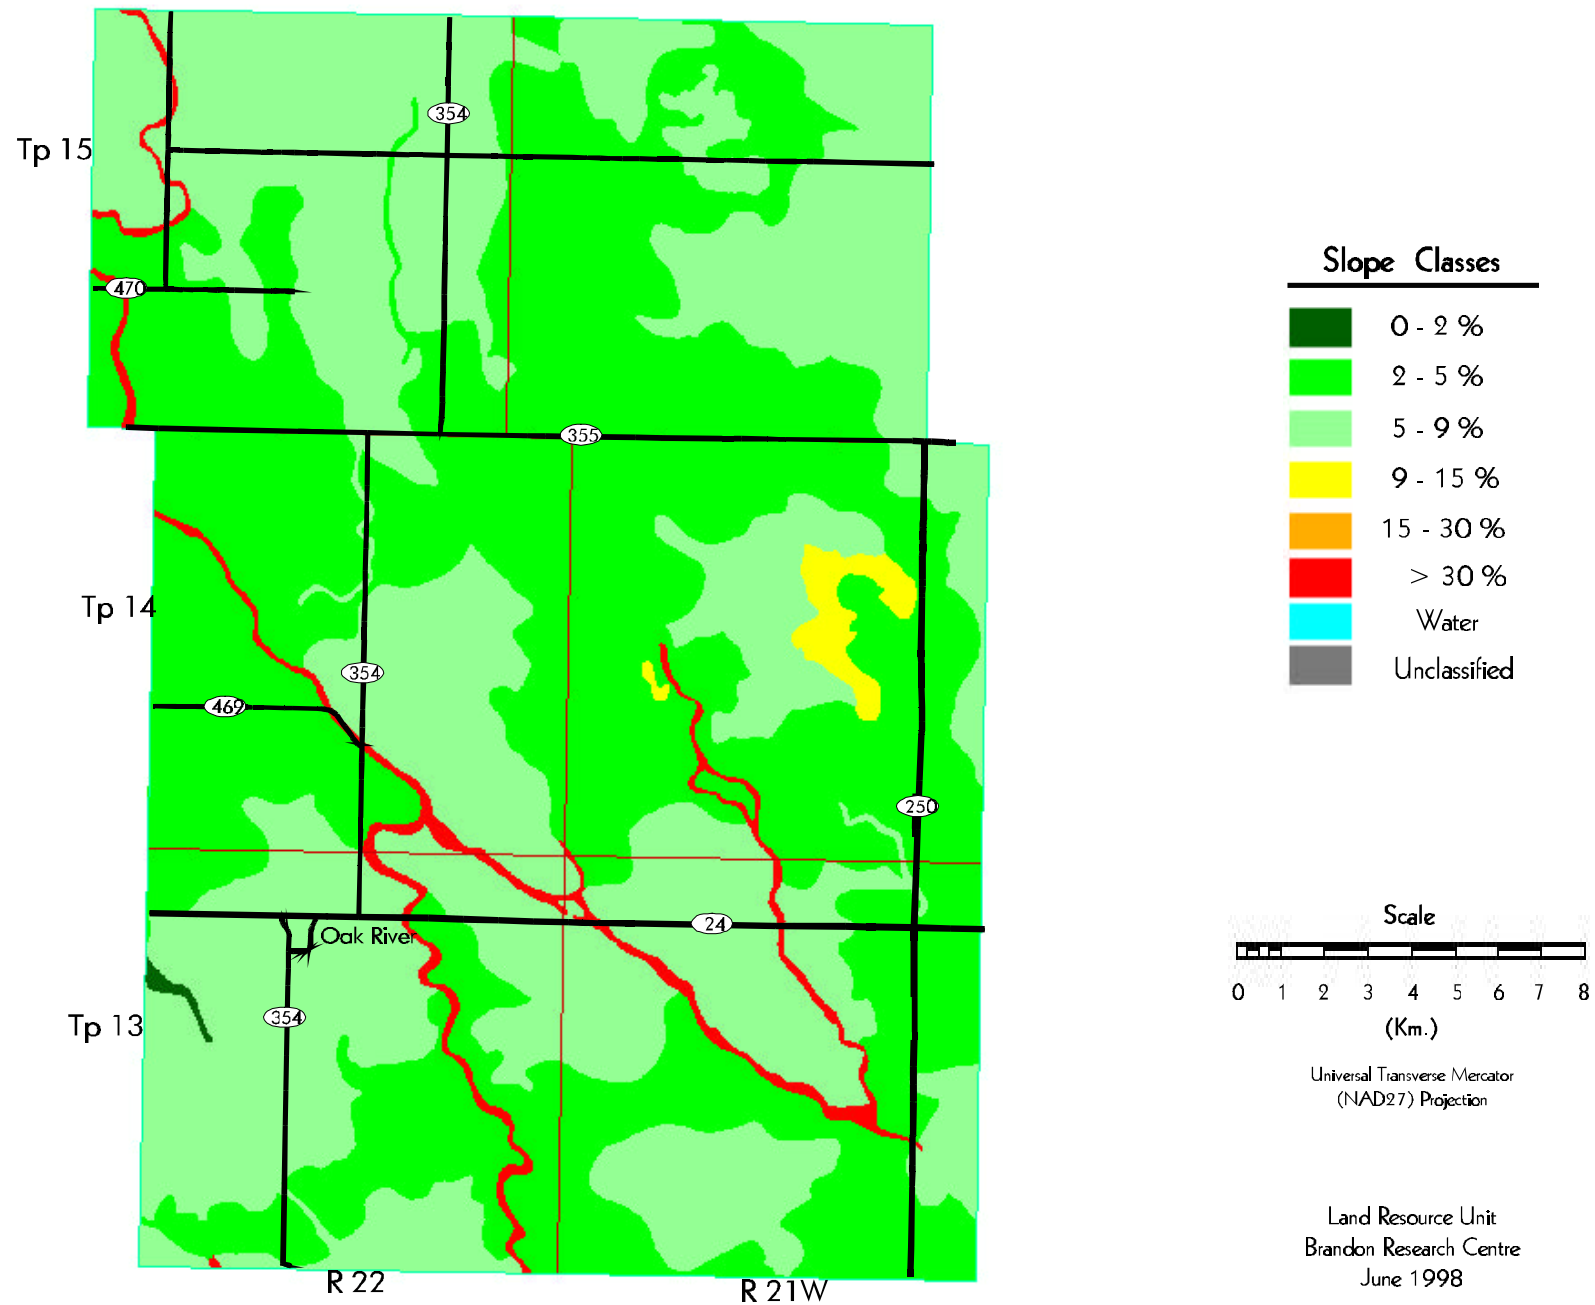 354
Tp 15
470
355
Tp 14
354
469
250
24
Oak River
354
Tp 13
R 22
R 21W
Slope Classes
0 - 2 %
2 - 5 %
5 - 9 %
9 - 15 %
15 - 30 %
> 30 %
Water
Unclassified
Scale
0 1 2 3 4 5 6 7 8
(Km.)
Universal Transverse Mercator
(NAD27) Projection
Land Resource Unit
Brandon Research Centre
June 1998